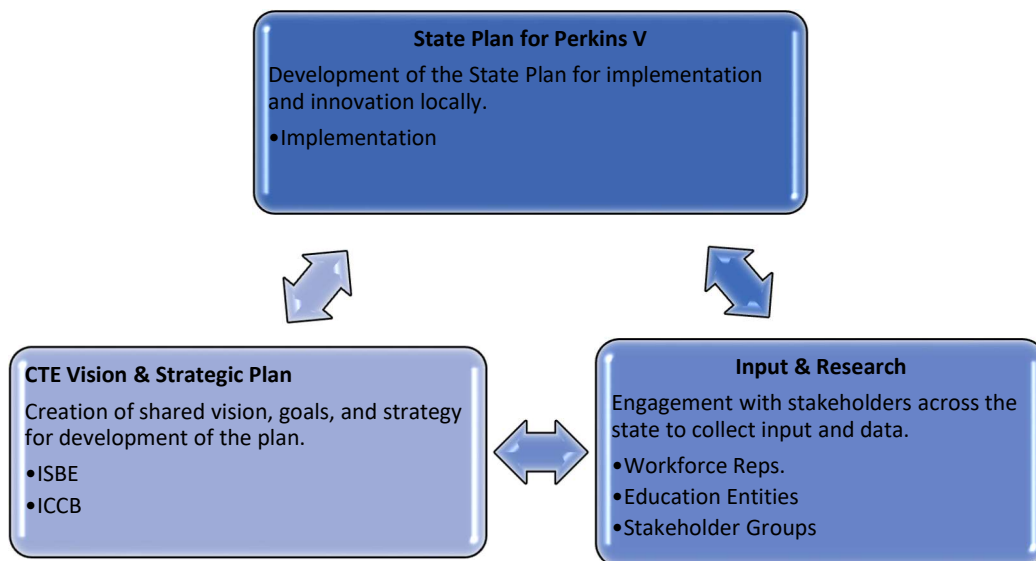 State Plan for Perkins V
Development of the State Plan for implementation
and innovation locally.
•Implementation
CTE Vision & Strategic Plan
Creation of shared vision, goals, and strategy
for development of the plan.
•ISBE
•ICCB
Input & Research
Engagement with stakeholders across the
state to collect input and data.
•Workforce Reps.
•Education Entities
•Stakeholder Groups